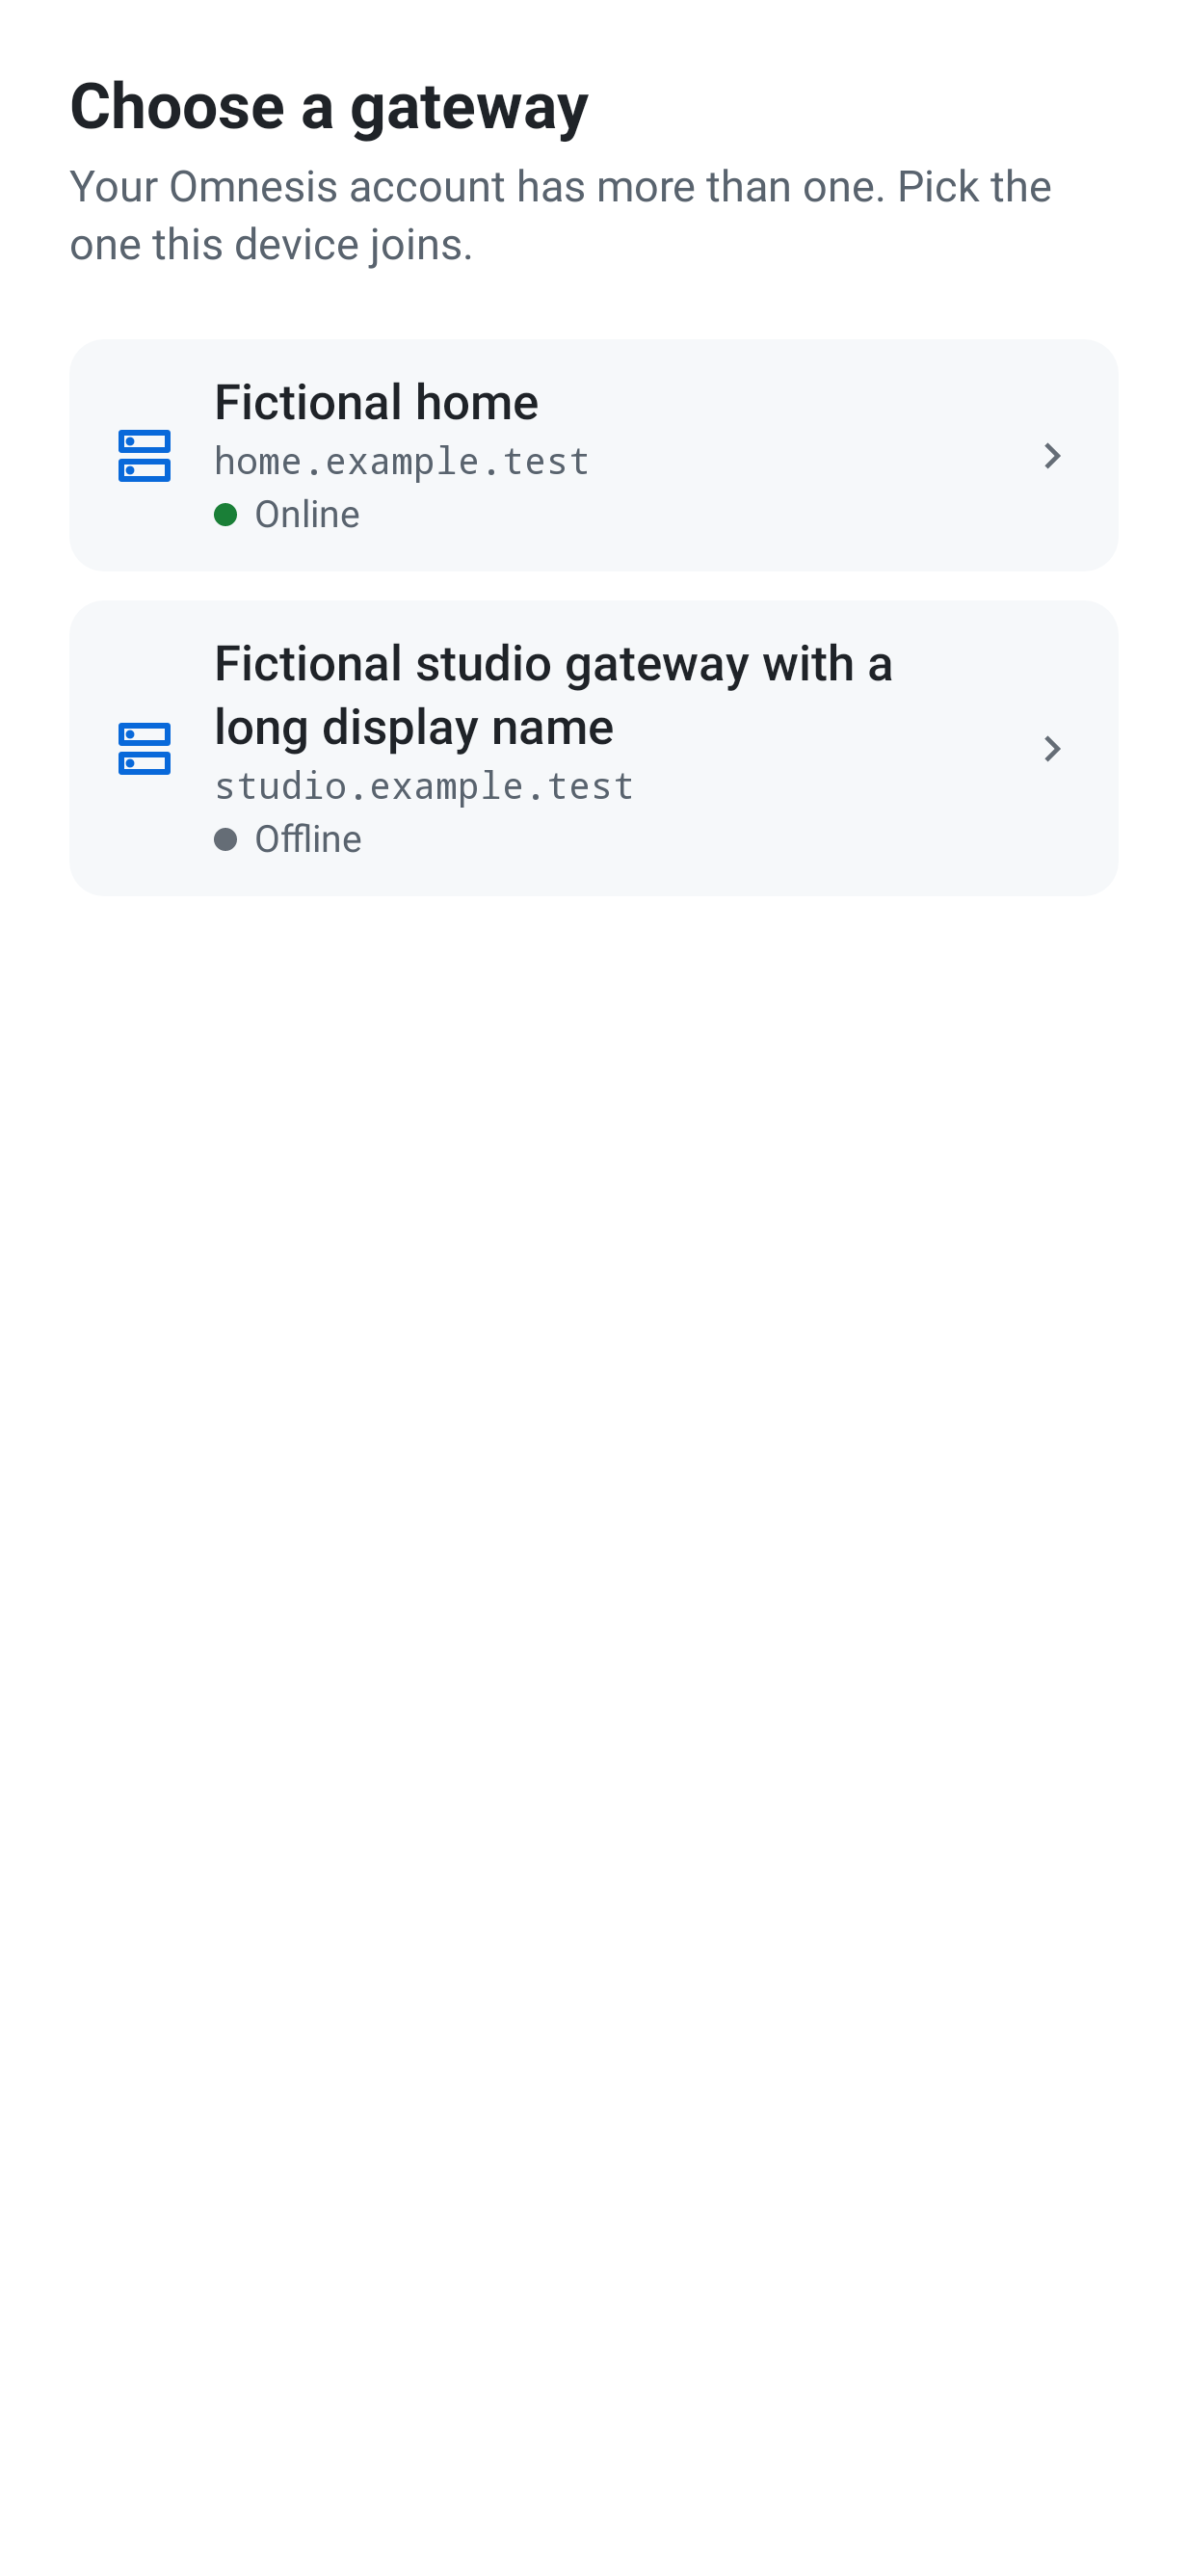 Choose a gateway
Your Omnesis account has more than one. Pick the
one this device joins.
Fictional home
home.example.test
Online
Fictional studio gateway with a
long display name
studio.example.test
Offline